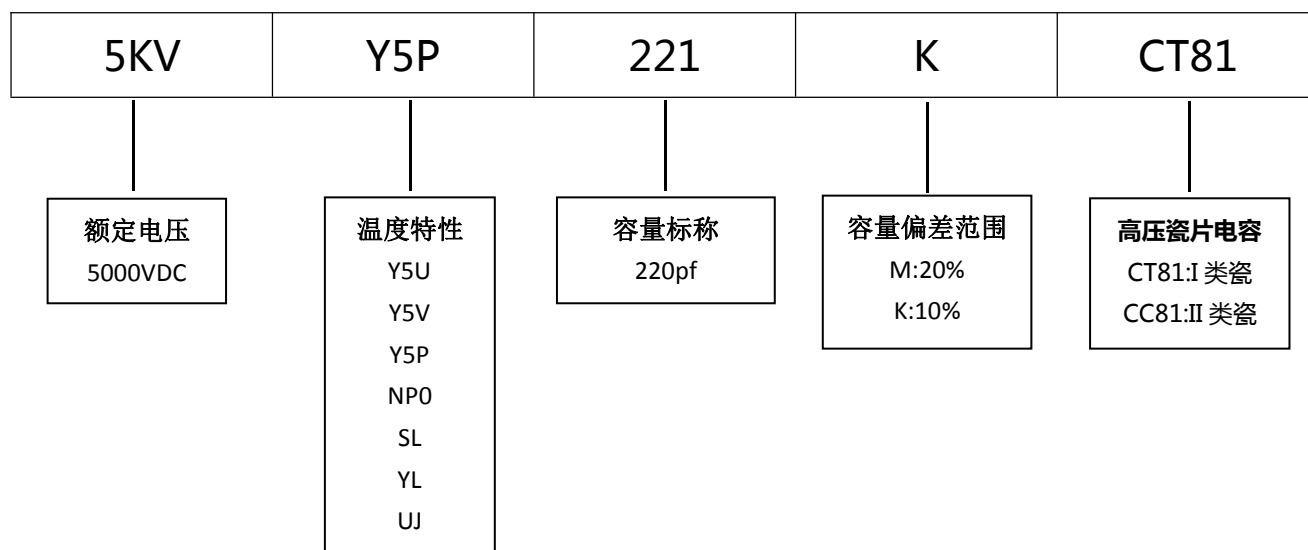 5KV Y5P 221 K CT81
额定电压
5000VDC
温度特性
Y5U
Y5V
Y5P
NP0
SL
YL
UJ
容量标称
220pf
容量偏差范围
M:20%
K:10%
高压瓷片电容
CT81:I 类瓷
CC81:II 类瓷